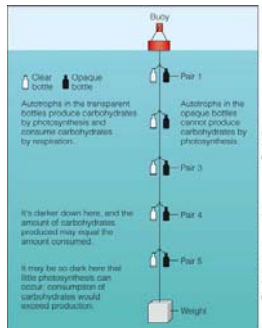 Buoy
Clear
bottle
Opaque
bottle
Pair 1
Autotrophs in the transparent
bottles produce carbohydrates
by photosynthesis and
consume carbohydrates
by respiration.
Autotrophs in the
opaque bottles
cannot produce
carbohydrates by
photosynthesis
Pair 3
It's darker down here, and the
amount of carbohydrates
produced may equal the
amount consumed.
Pair 4
It may be so dark here that
little photosynthesis can
occur; consumption of
carbohydrates would
exceed production.
Pair 5
Weight